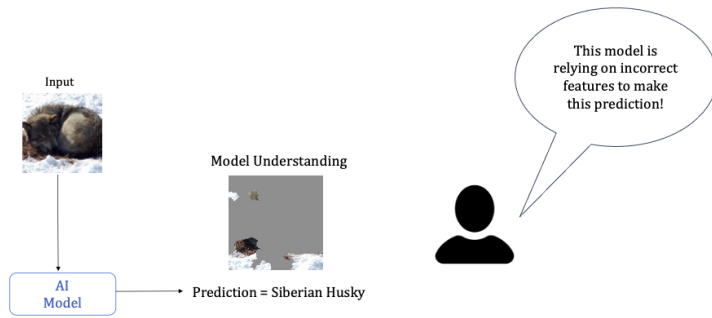 This model is
relying on incorrect
features to make
this prediction!
Input
Model Understanding
AI
Model
Prediction = Siberian Husky